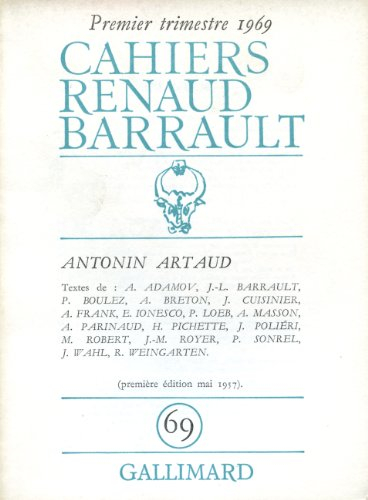 Premier trimestre 1969
CAHIERS
RENAUD
BARRAULT
ANTONIN ARTAUD
Textes de : A. ADAMOV, J.-L. BARRAULT,
P. BOULEZ, A. BRETON, J. CUISINIER,
A. FRANK, E. IONESCO, P. LOEB, A. MASSON,
A. PARINAUD, H. PICHETTE, J. POLIÉRI,
M. ROBERT, J.-M. ROYER, P. SONREL,
J. WAHL, R. WEINGARTEN.
(première édition mai 1957).
69
GALLIMARD